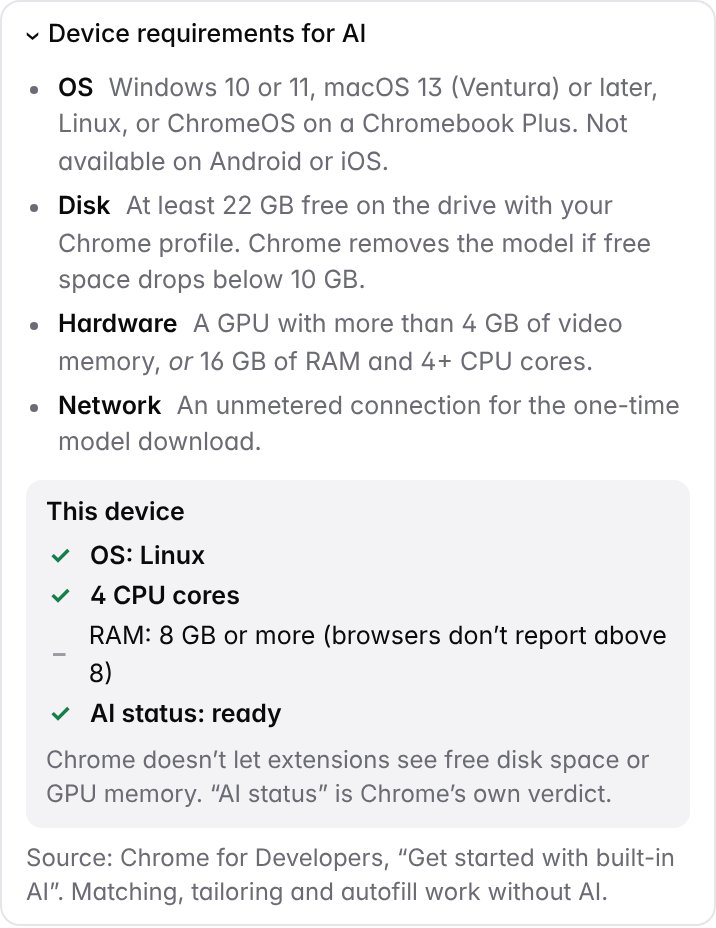 Device requirements for AI
• OS Windows 10 or 11, macOS 13 (Ventura) or later,
Linux, or ChromeOS on a Chromebook Plus. Not
available on Android or iOS.
• Disk At least 22 GB free on the drive with your
Chrome profile. Chrome removes the model if free
space drops below 10 GB.
• Hardware A GPU with more than 4 GB of video
memory, or 16 GB of RAM and 4+ CPU cores.
• Network An unmetered connection for the one-time
model download.
This device
✓ OS: Linux
✓ 4 CPU cores
– RAM: 8 GB or more (browsers don’t report above
8)
✓ AI status: ready
Chrome doesn’t let extensions see free disk space or
GPU memory. “AI status” is Chrome’s own verdict.
Source: Chrome for Developers, “Get started with built-in
AI”. Matching, tailoring and autofill work without AI.